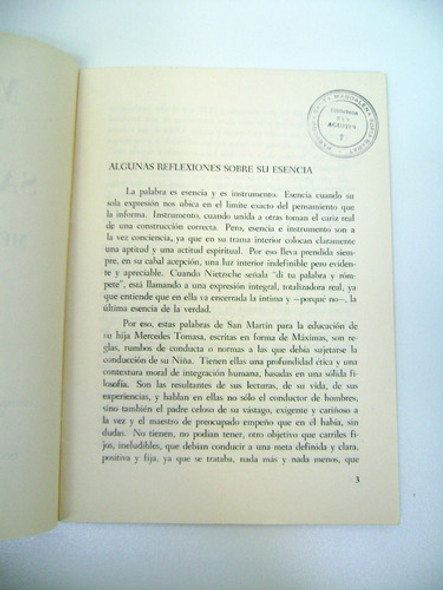 BIBLIOTECA
SAN
AGUSTIN
MAGDALENA SOFIA BARAT
ALGUNAS REFLEXIONES SOBRE SU ESENCIA
La palabra es esencia y es instrumento. Esencia cuando su
sola expresión nos ubica en el límite exacto del pensamiento que
la informa. Instrumento, cuando unida a otras toman el cariz real
de una construcción correcta. Pero, esencia e instrumento son a
la vez conciencia, ya que en su trama interior colocan claramente
una aptitud y una actitud espiritual. Por eso lleva prendida siem-
pre, en su cabal acepción, una luz interior indefinible pero eviden-
te y apreciable. Cuando Nietzsche señala "di tu palabra y róm-
pete", está llamando a una expresión integral, totalizadora real, ya
que entiende que en ella va encerrada la íntima y —porqué no—, la
última esencia de la verdad.
Por eso, estas palabras de San Martín para la educación de
su hija Mercedes Tomasa, escritas en forma de Máximas, son re-
glas, rumbos de conducta o normas a las que debía sujetarse la
conducción de su Niña. Tienen ellas una profundidad ética y una
contextura moral de integración humana, basadas en una sólida fi-
losofía. Son las resultantes de sus lecturas, de su vida, de sus
experiencias, y hablan en ellas no sólo el conductor de hombres,
sino también el padre celoso de su vástago, exigente y cariñoso a
la vez y el maestro de preocupado empeño que en él había, sin
dudas. No tienen, no podian tener, otro objetivo que carriles fi-
jos, ineludibles, que debían conducir a una meta definida y clara,
positiva y fija, ya que se trataba, nada más y nada menos, que
3